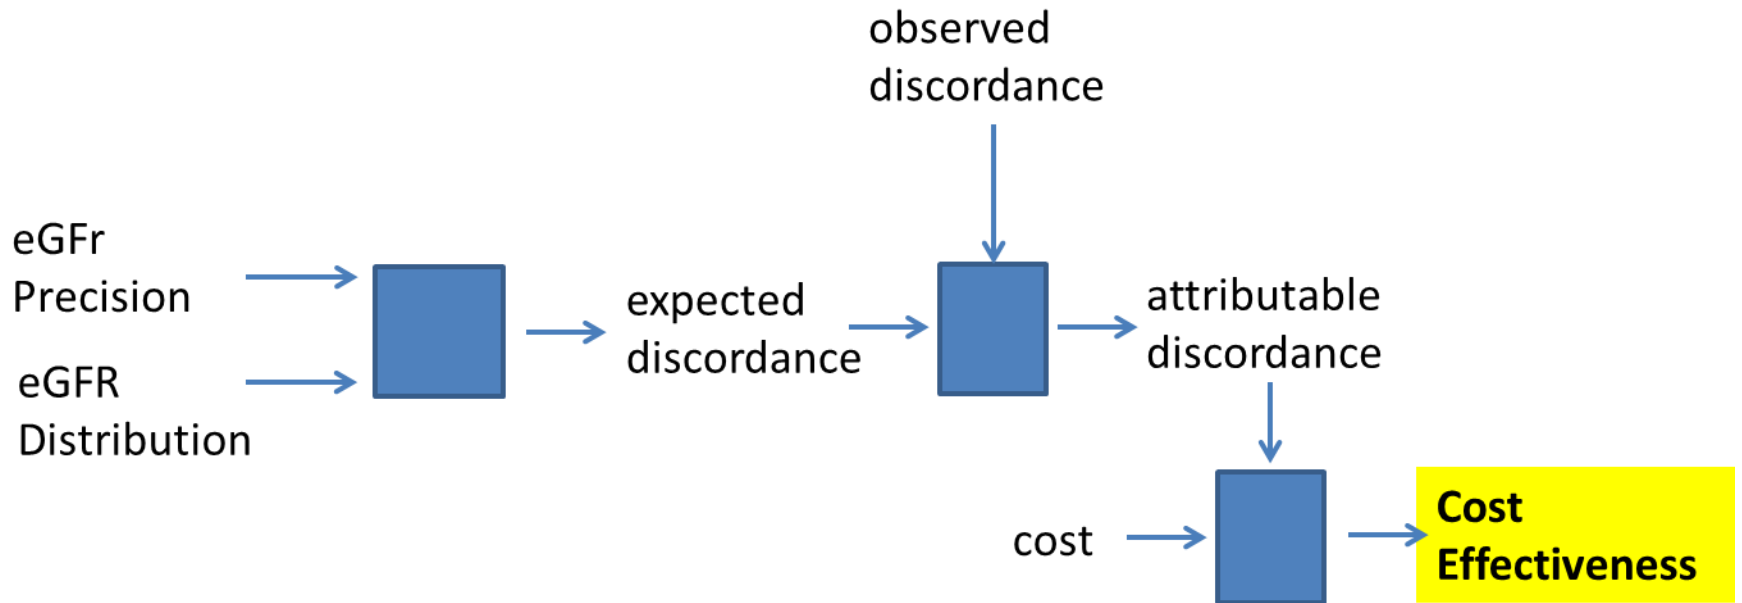 observed
discordance
eGFr
Precision
eGFR
Distribution
expected
discordance
attributable
discordance
cost
Cost
Effectiveness